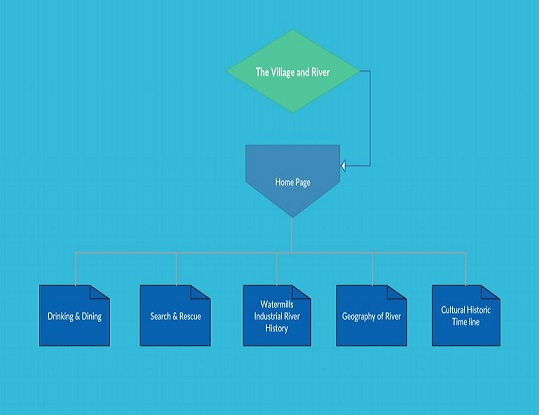 The Village and River
Home Page
Drinking & Dining
Search & Rescue
Watermills
Industrial River
History
Geography of River
Cultural Historic
Time line